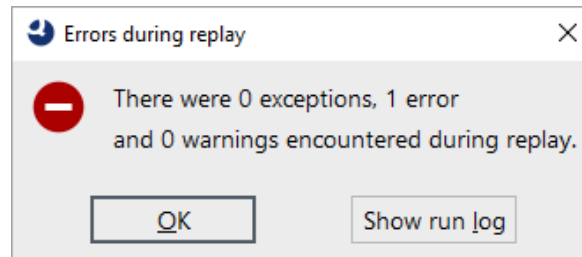 Errors during replay
There were 0 exceptions, 1 error
and 0 warnings encountered during replay.
OK
Show run log